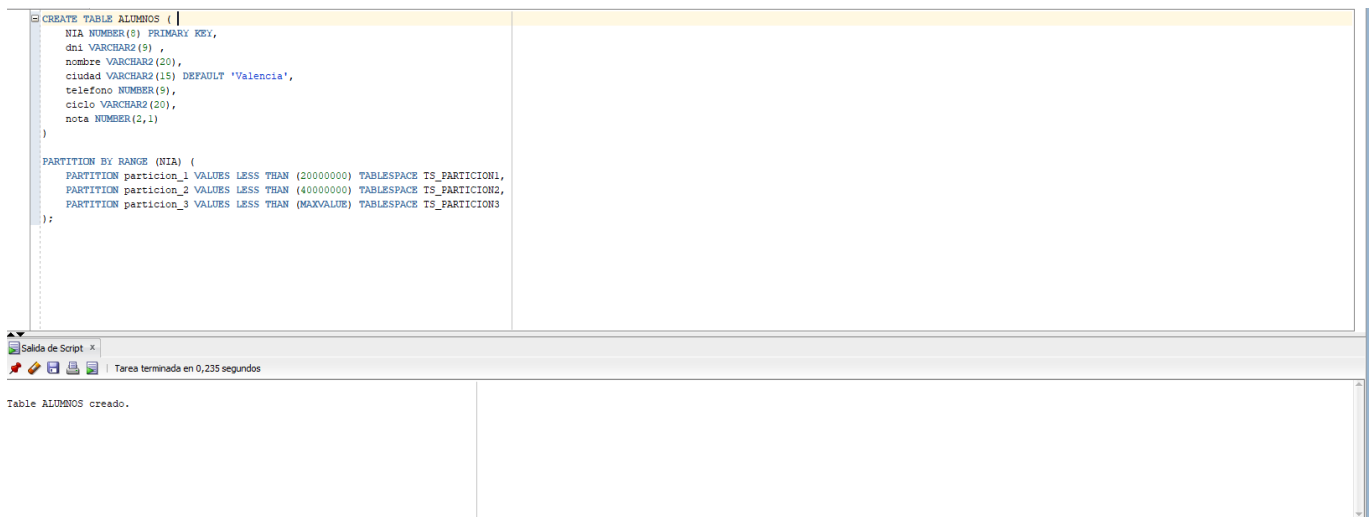 CREATE TABLE ALUMNOS (
NIA NUMBER(8) PRIMARY KEY,
dni VARCHAR2(9) ,
nombre VARCHAR2(20),
ciudad VARCHAR2(15) DEFAULT 'Valencia',
telefono NUMBER(9),
ciclo VARCHAR2(20),
nota NUMBER(2,1)
)
PARTITION BY RANGE (NIA) (
PARTITION particion_1 VALUES LESS THAN (20000000) TABLESPACE TS_PARTICION1,
PARTITION particion_2 VALUES LESS THAN (40000000) TABLESPACE TS_PARTICION2,
PARTITION particion_3 VALUES LESS THAN (MAXVALUE) TABLESPACE TS_PARTICION3
);
Salida de Script x
Tarea terminada en 0,235 segundos
Table ALUMNOS creado.